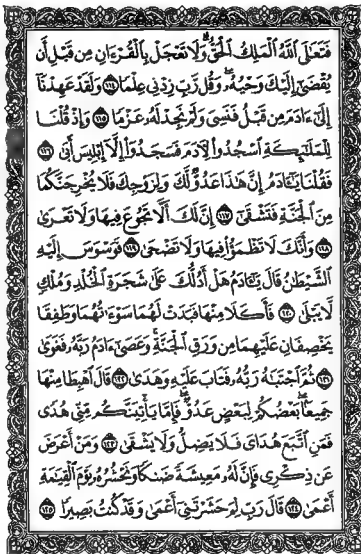 فَتَعَٰلَى ٱللَّهُ ٱلْمَلِكُ ٱلْحَقُّ ۗ وَلَا تَعْجَلْ بِٱلْقُرْءَانِ مِن قَبْلِ أَن
يُقْضَىٰٓ إِلَيْكَ وَحْيُهُۥ ۖ وَقُل رَّبِّ زِدْنِى عِلْمًا ١١٤ وَلَقَدْ عَهِدْنَآ
إِلَىٰٓ ءَادَمَ مِن قَبْلُ فَنَسِىَ وَلَمْ نَجِدْ لَهُۥ عَزْمًا ١١٥ وَإِذْ قُلْنَا
لِلْمَلَٰٓئِكَةِ ٱسْجُدُوا۟ لِءَادَمَ فَسَجَدُوٓا۟ إِلَّآ إِبْلِيسَ أَبَىٰ ١١٦
فَقُلْنَا يَٰٓـَٔادَمُ إِنَّ هَٰذَا عَدُوٌّ لَّكَ وَلِزَوْجِكَ فَلَا يُخْرِجَنَّكُمَا
مِنَ ٱلْجَنَّةِ فَتَشْقَىٰٓ ١١٧ إِنَّ لَكَ أَلَّا تَجُوعَ فِيهَا وَلَا تَعْرَىٰ
١١٨ وَأَنَّكَ لَا تَظْمَؤُا۟ فِيهَا وَلَا تَضْحَىٰ ١١٩ فَوَسْوَسَ إِلَيْهِ
ٱلشَّيْطَٰنُ قَالَ يَٰٓـَٔادَمُ هَلْ أَدُلُّكَ عَلَىٰ شَجَرَةِ ٱلْخُلْدِ وَمُلْكٍ
لَّا يَبْلَىٰ ١٢٠ فَأَكَلَا مِنْهَا فَبَدَتْ لَهُمَا سَوْءَٰتُهُمَا وَطَفِقَا
يَخْصِفَانِ عَلَيْهِمَا مِن وَرَقِ ٱلْجَنَّةِ ۚ وَعَصَىٰٓ ءَادَمُ رَبَّهُۥ فَغَوَىٰ
١٢١ ثُمَّ ٱجْتَبَٰهُ رَبُّهُۥ فَتَابَ عَلَيْهِ وَهَدَىٰ ١٢٢ قَالَ ٱهْبِطَا مِنْهَا
جَمِيعًۢا ۖ بَعْضُكُمْ لِبَعْضٍ عَدُوٌّ ۖ فَإِمَّا يَأْتِيَنَّكُم مِّنِّى هُدًى
فَمَنِ ٱتَّبَعَ هُدَاىَ فَلَا يَضِلُّ وَلَا يَشْقَىٰ ١٢٣ وَمَنْ أَعْرَضَ
عَن ذِكْرِى فَإِنَّ لَهُۥ مَعِيشَةً ضَنكًا وَنَحْشُرُهُۥ يَوْمَ ٱلْقِيَٰمَةِ
أَعْمَىٰ ١٢٤ قَالَ رَبِّ لِمَ حَشَرْتَنِىٓ أَعْمَىٰ وَقَدْ كُنتُ بَصِيرًا ١٢٥